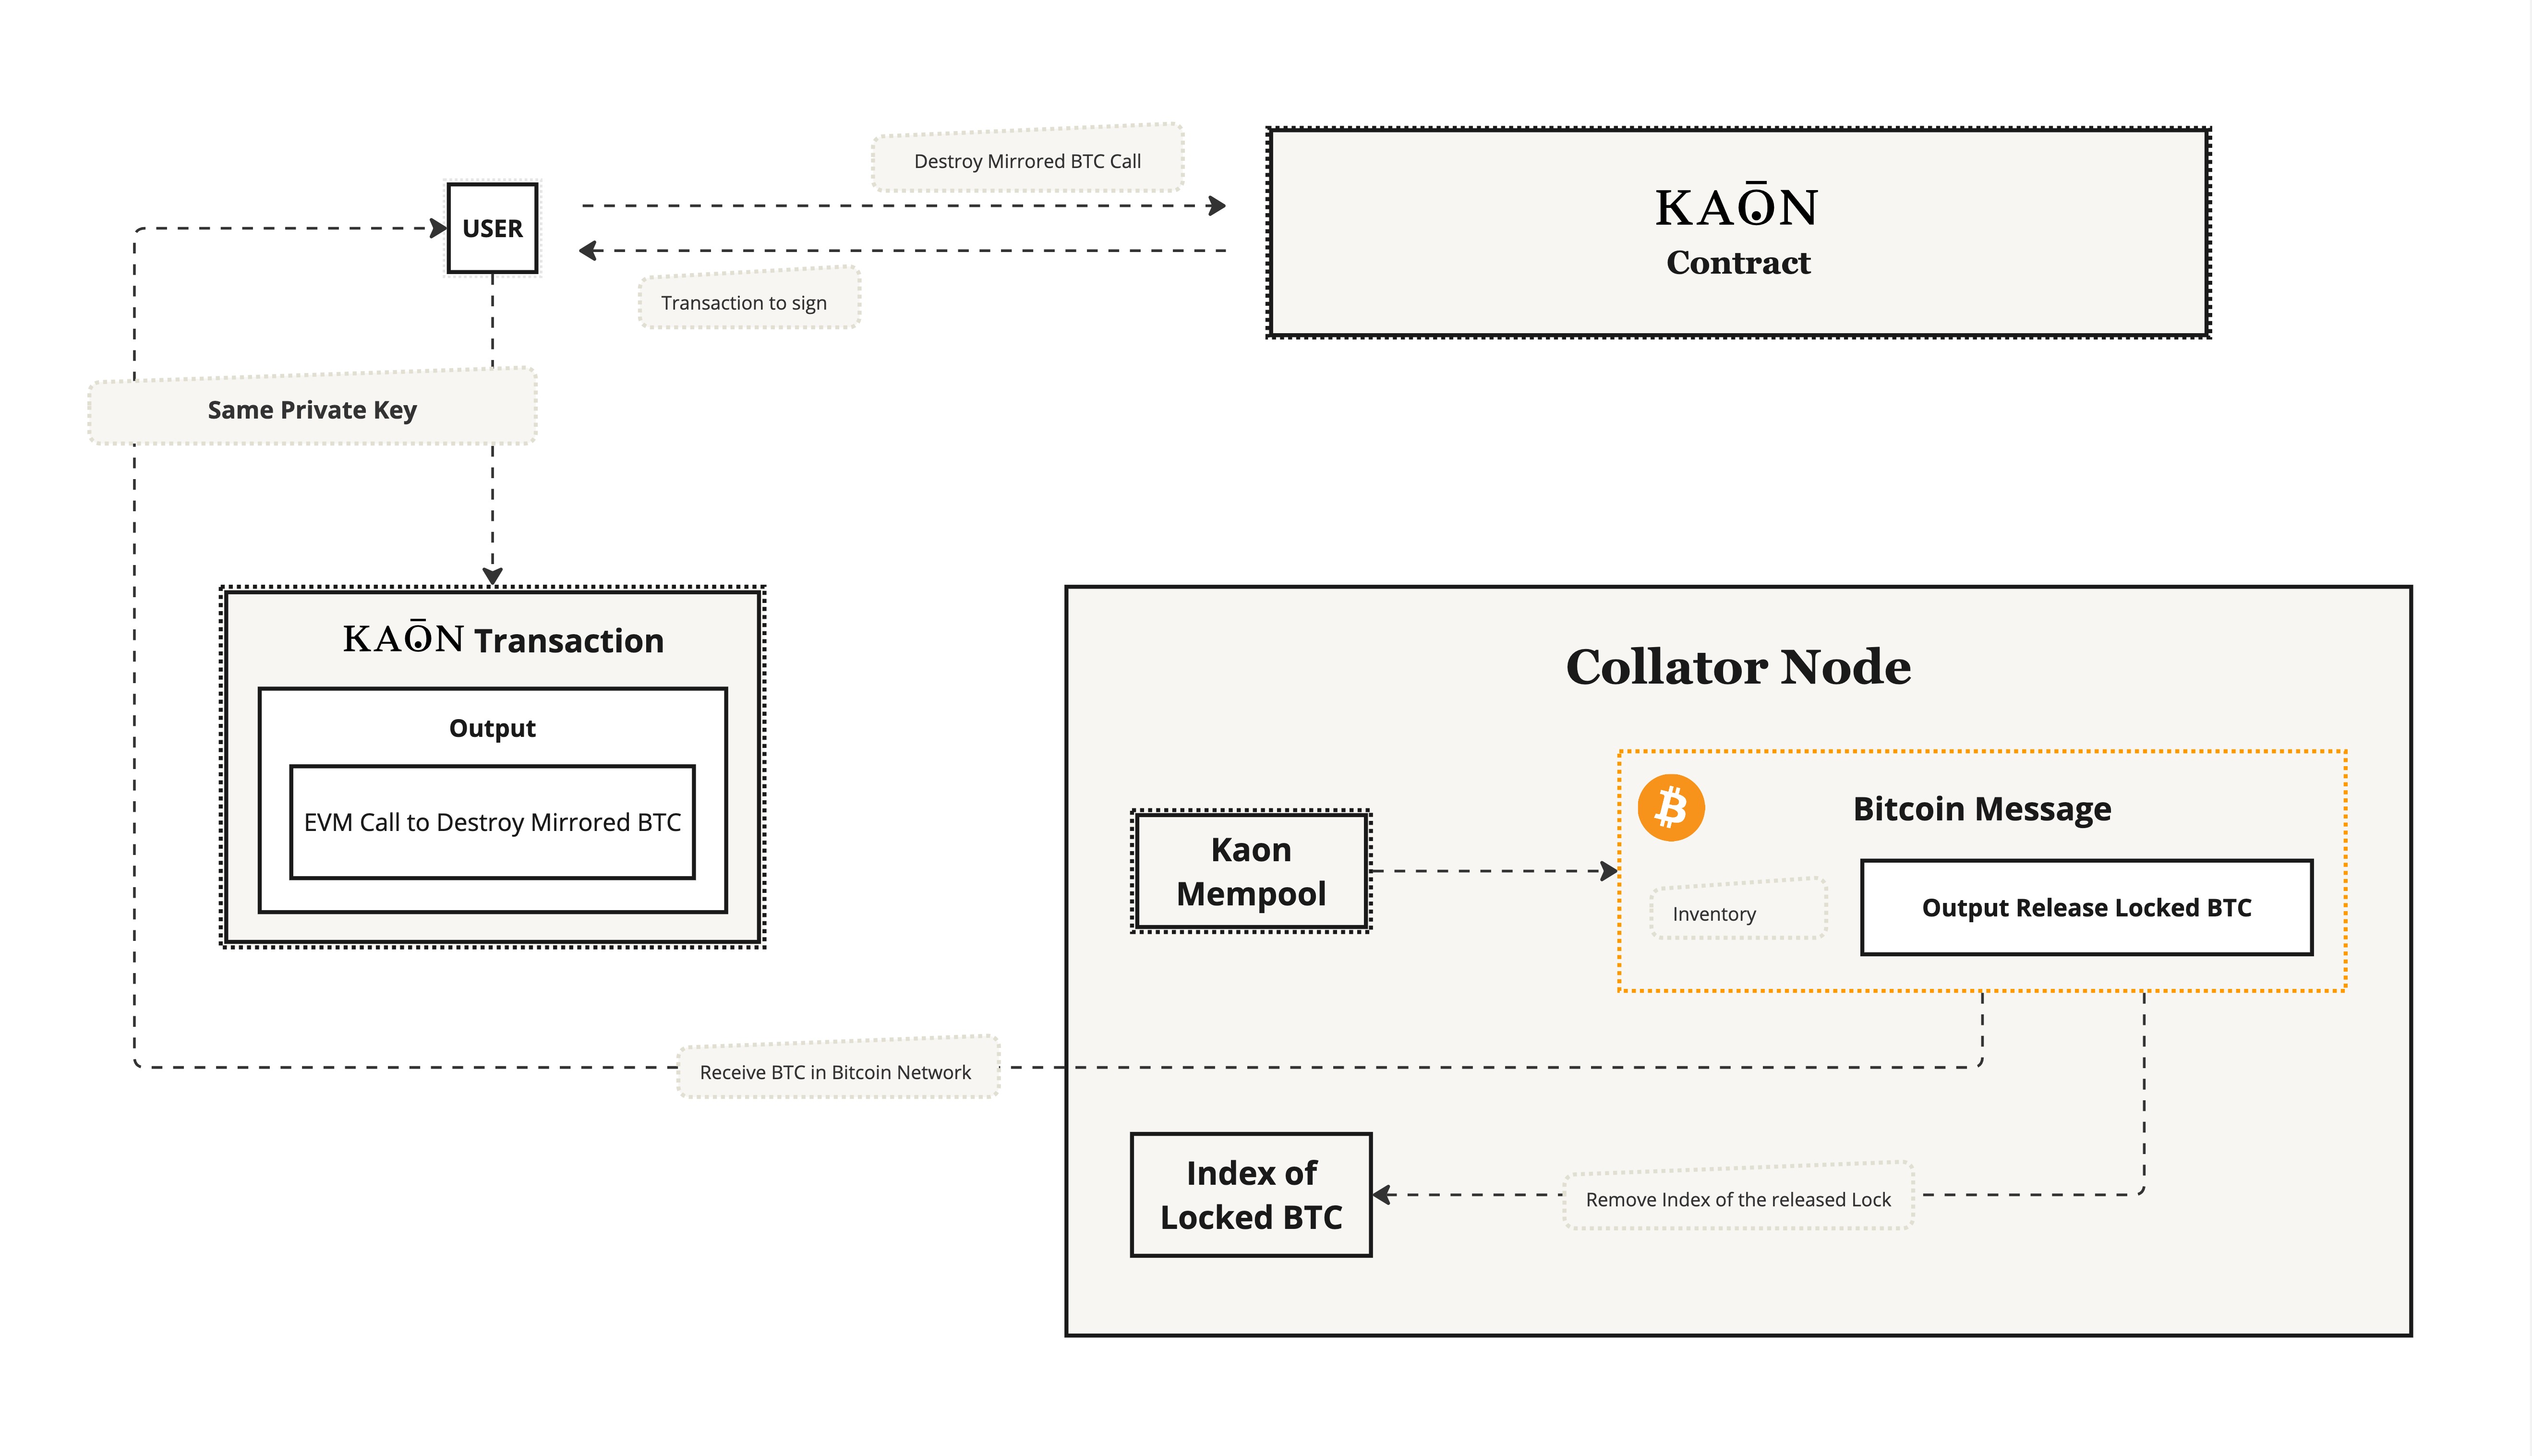 Destroy Mirrored BTC Call
USER
KAŌN
Contract
Transaction to sign
Same Private Key
KAŌN Transaction
Output
EVM Call to Destroy Mirrored BTC
Collator Node
Kaon
Mempool
Bitcoin Message
Inventory
Output Release Locked BTC
Receive BTC in Bitcoin Network
Index of
Locked BTC
Remove Index of the released Lock